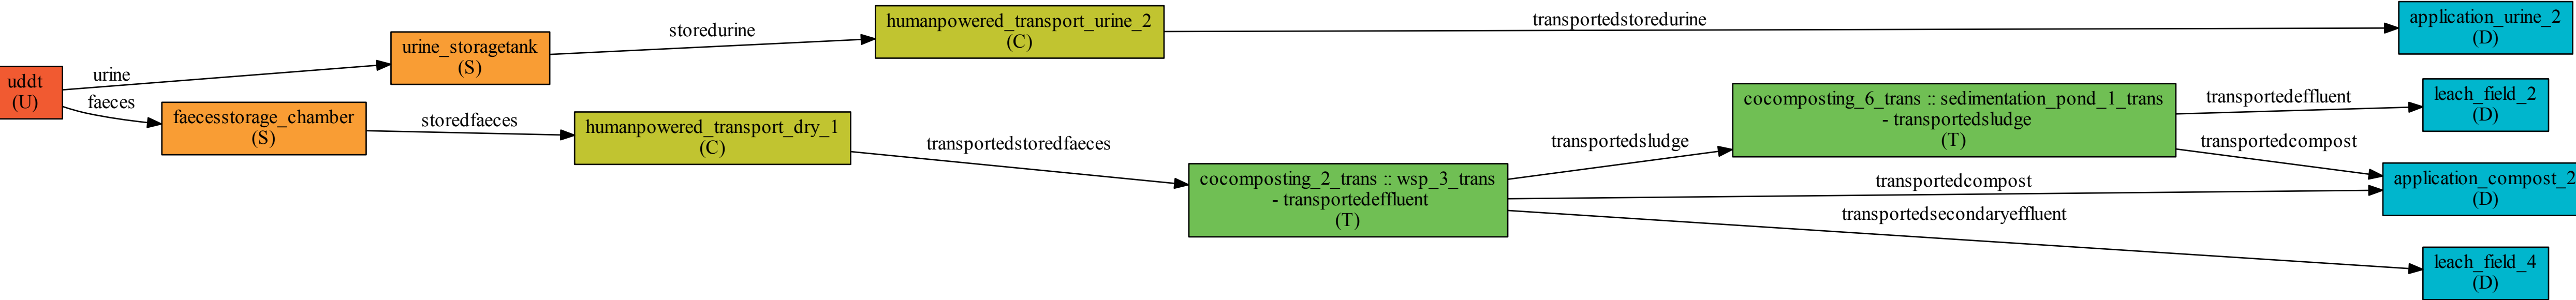 uddt
(U)
urine
faeces
urine_storagetank
(S)
faecesstorage_chamber
(S)
storedurine
storedfaeces
humanpowered_transport_urine_2
(C)
humanpowered_transport_dry_1
(C)
transportedstoredurine
transportedstoredfaeces
cocomposting_2_trans :: wsp_3_trans
- transportedeffluent
(T)
transportedsludge
transportedcompost
transportedsecondaryeffluent
cocomposting_6_trans :: sedimentation_pond_1_trans
- transportedsludge
(T)
transportedeffluent
transportedcompost
application_urine_2
(D)
leach_field_2
(D)
application_compost_2
(D)
leach_field_4
(D)